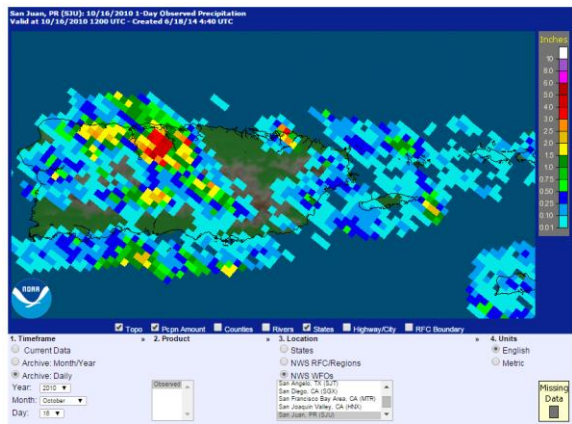 San Juan, PR (SJU): 10/16/2010 1-Day Observed Precipitation
Valid at 10/16/2010 1200 UTC - Created 6/18/14 4:40 UTC
Inches
10
8.0
6.0
5.0
4.0
3.0
2.5
2.0
1.5
1.0
0.75
0.50
0.25
0.10
0.01
NOAA
Topo Pcpn Amount Counties Rivers States Highway/City RFC Boundary
1. Timeframe » 2. Product » 3. Location » 4. Units
Current Data
Archive: Month/Year
Archive: Daily
Year: 2010
Month: October
Day: 16
Observed
States
NWS RFC/Regions
NWS WFOs
San Angelo, TX (SJT)
San Diego, CA (SGX)
San Francisco Bay Area, CA (MTR)
San Joaquin Valley, CA (HNX)
San Juan, PR (SJU)
English
Metric
Missing
Data